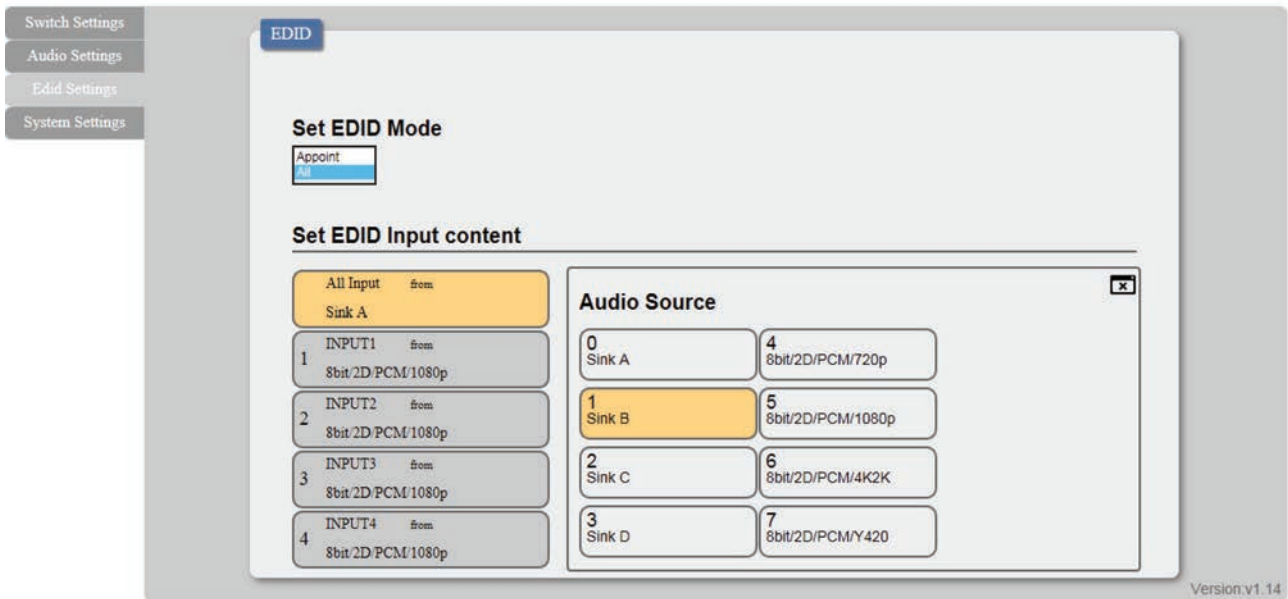 Switch Settings
Audio Settings
Edid Settings
System Settings
EDID
Set EDID Mode
Appoint
All
Set EDID Input content
All Input from
Sink A
1 INPUT1 from
8bit/2D/PCM/1080p
2 INPUT2 from
8bit/2D/PCM/1080p
3 INPUT3 from
8bit/2D/PCM/1080p
4 INPUT4 from
8bit/2D/PCM/1080p
Audio Source
0
Sink A
1
Sink B
2
Sink C
3
Sink D
4
8bit/2D/PCM/720p
5
8bit/2D/PCM/1080p
6
8bit/2D/PCM/4K2K
7
8bit/2D/PCM/Y420
Version:v1.14